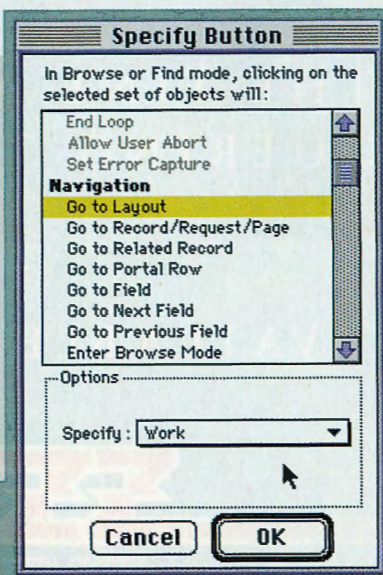 Specify Button
In Browse or Find mode, clicking on the
selected set of objects will:
End Loop
Allow User Abort
Set Error Capture
Navigation
Go to Layout
Go to Record/Request/Page
Go to Related Record
Go to Portal Row
Go to Field
Go to Next Field
Go to Previous Field
Enter Browse Mode
Options
Specify: Work
Cancel OK